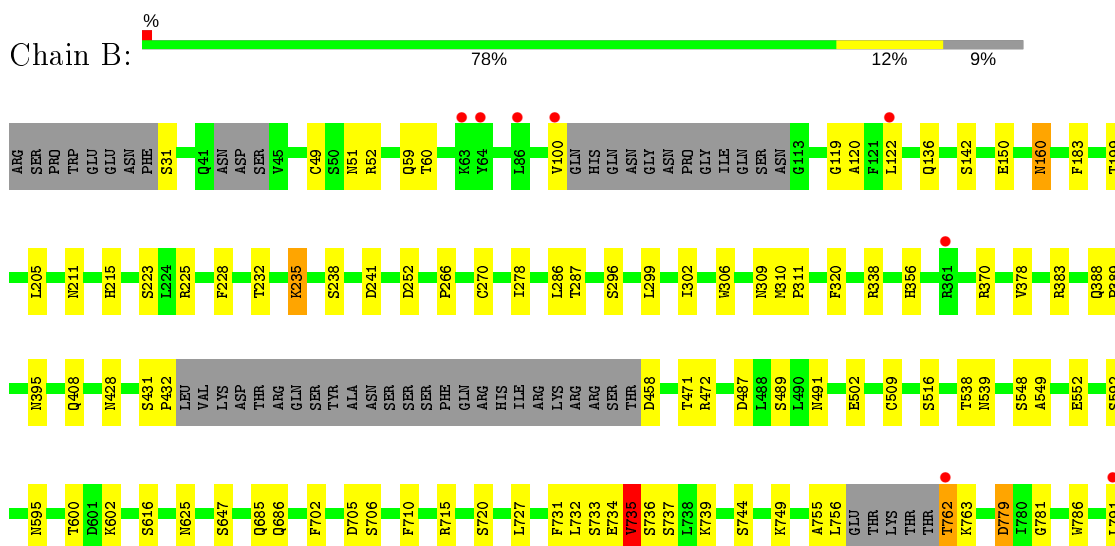 %
Chain B:
78% 12% 9%
ARG SER PRO TRP GLU GLU ASN PHE S31 Q41 ASN ASP SER V45 C49 S50 N51 R52 Q59 T60 K63 Y64 L86 V100 GLN HIS GLN ASN GLY ASN PRO GLY ILE GLN SER ASN G113 G119 A120 F121 L122 Q136 S142 E150 N160 F183
L205 N211 H215 S223 L224 R225 F228 T232 K235 S238 D241 D252 P266 C270 I278 L286 T287 S296 L299 I302 W306 N309 M310 P311 F320 R338 H356 R361 R370 V378 R383 Q388
N395 Q408 N428 S431 P432 LEU VAL LYS ASP THR ARG GLN SER TYR ALA ASN SER SER SER PHE GLN ARG HIS ILE ARG LYS ARG ARG SER THR D458 T471 R472 D487 L488 S489 L490 N491 E502 C509 S516 T538 N539 S548 A549 E552
N595 T600 D601 K602 S616 N625 S647 Q685 Q686 F702 D705 S706 F710 R715 S720 L727 F731 L732 S733 E734 V735 S736 S737 L738 K739 S744 K749 A755 L756 GLU THR LYS THR THR T762 K763 D779 I780 G781 W786